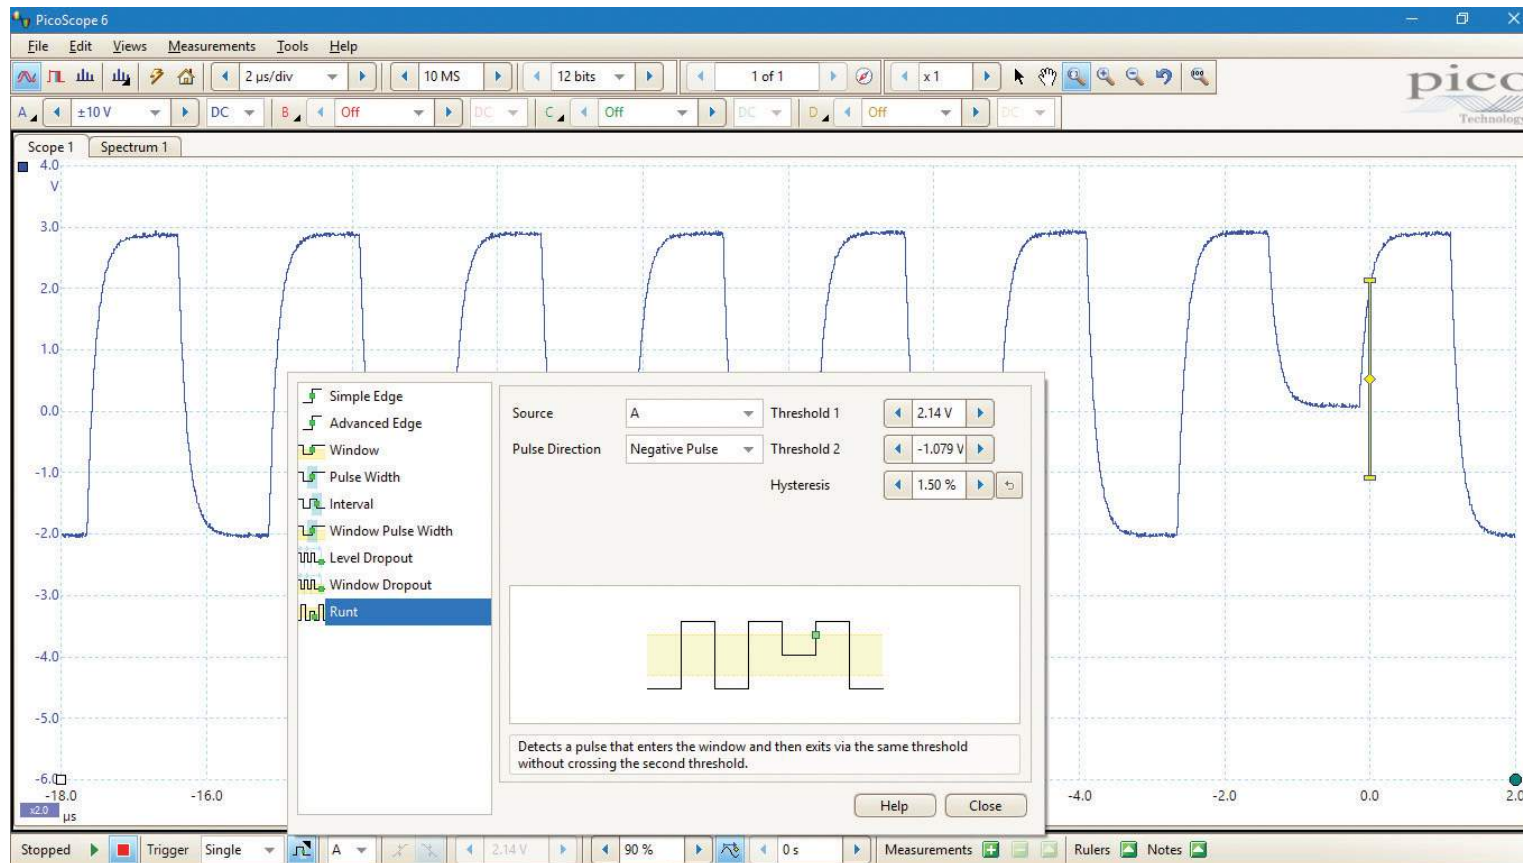 PicoScope 6
File Edit Views Measurements Tools Help
2 µs/div 10 MS 12 bits 1 of 1 x 1
pico
Technology
A ±10 V DC B Off DC C Off DC D Off DC
Scope 1 Spectrum 1
4.0
V
3.0
2.0
1.0
0.0
-1.0
-2.0
-3.0
-4.0
-5.0
-6.0
Simple Edge
Advanced Edge
Window
Pulse Width
Interval
Window Pulse Width
Level Dropout
Window Dropout
Runt
Source A Threshold 1 2.14 V
Pulse Direction Negative Pulse Threshold 2 -1.079 V
Hysteresis 1.50 %
Detects a pulse that enters the window and then exits via the same threshold
without crossing the second threshold.
Help Close
-18.0 -16.0 -4.0 -2.0 0.0 2.0
x2.0 µs
Stopped Trigger Single A 2.14 V 90 % 0 s Measurements Rulers Notes